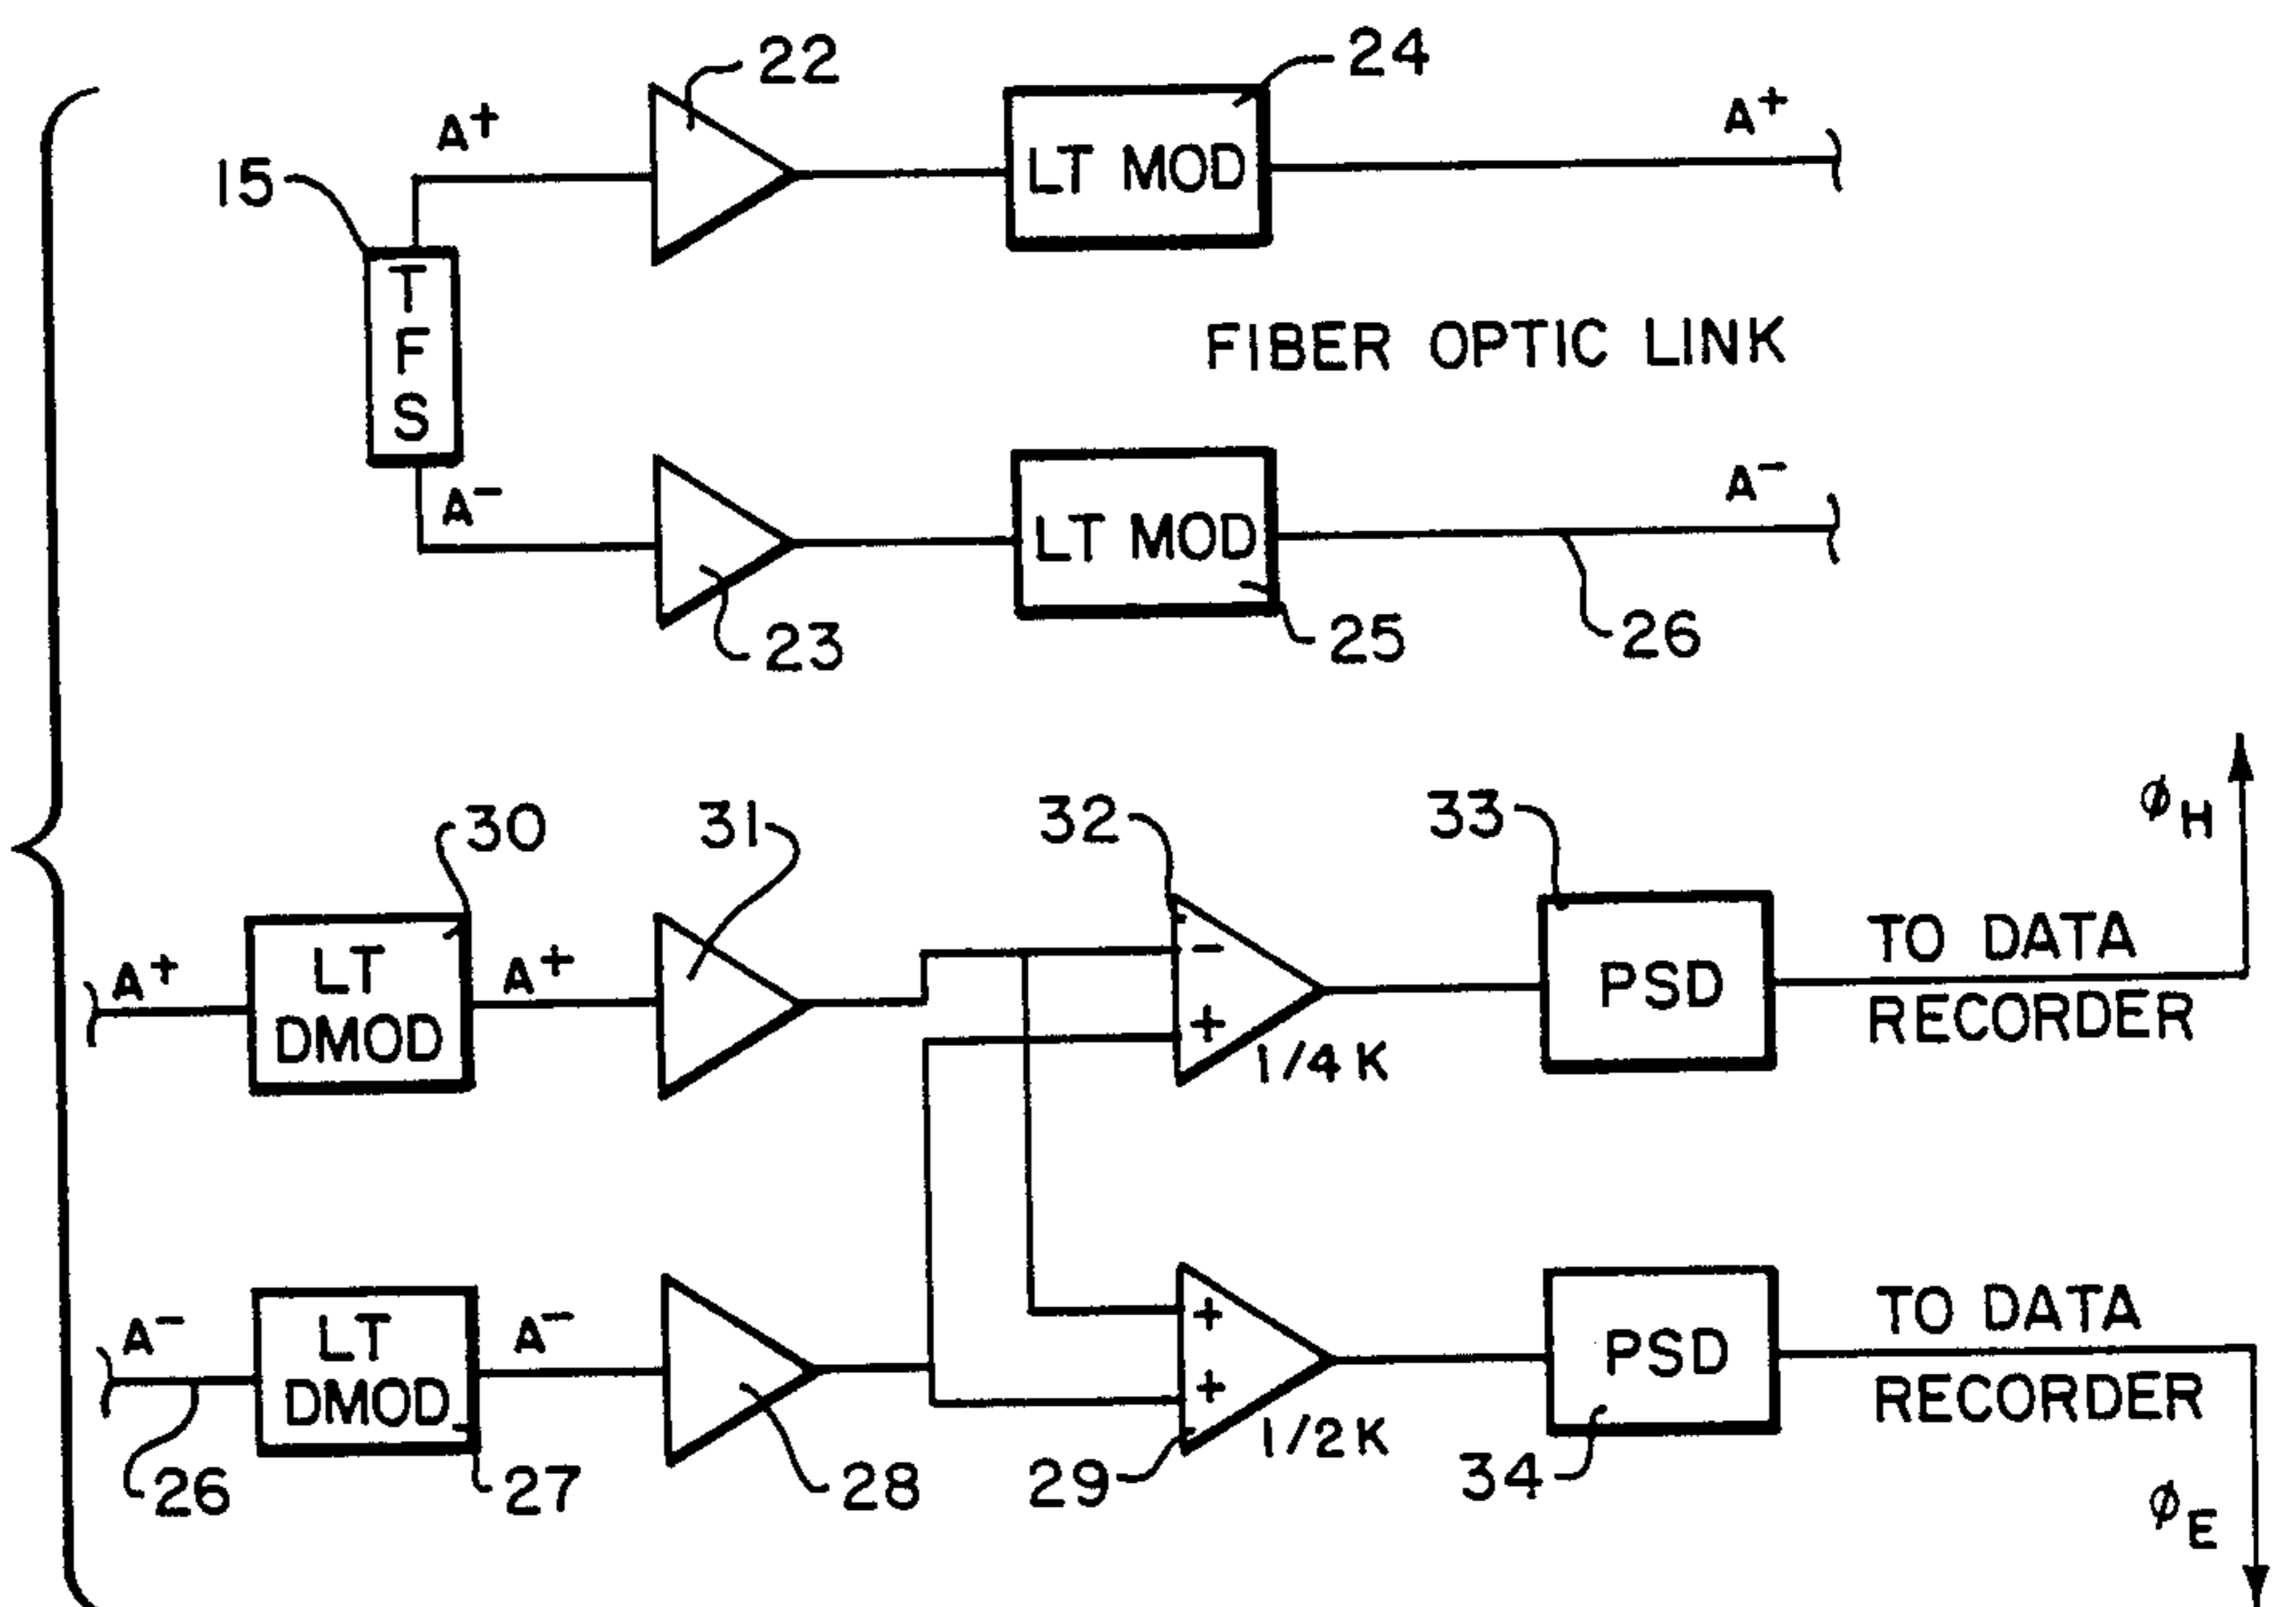 22
24
A+
A+
15
LT MOD
T
F
S
FIBER OPTIC LINK
A−
A−
LT MOD
23
25
26
30
31
32
33
ϕH
A+
LT
DMOD
A+
−
+
1/4 K
PSD
TO DATA
RECORDER
A−
LT
DMOD
A−
+
+
1/2 K
PSD
TO DATA
RECORDER
26
27
28
29
34
ϕE